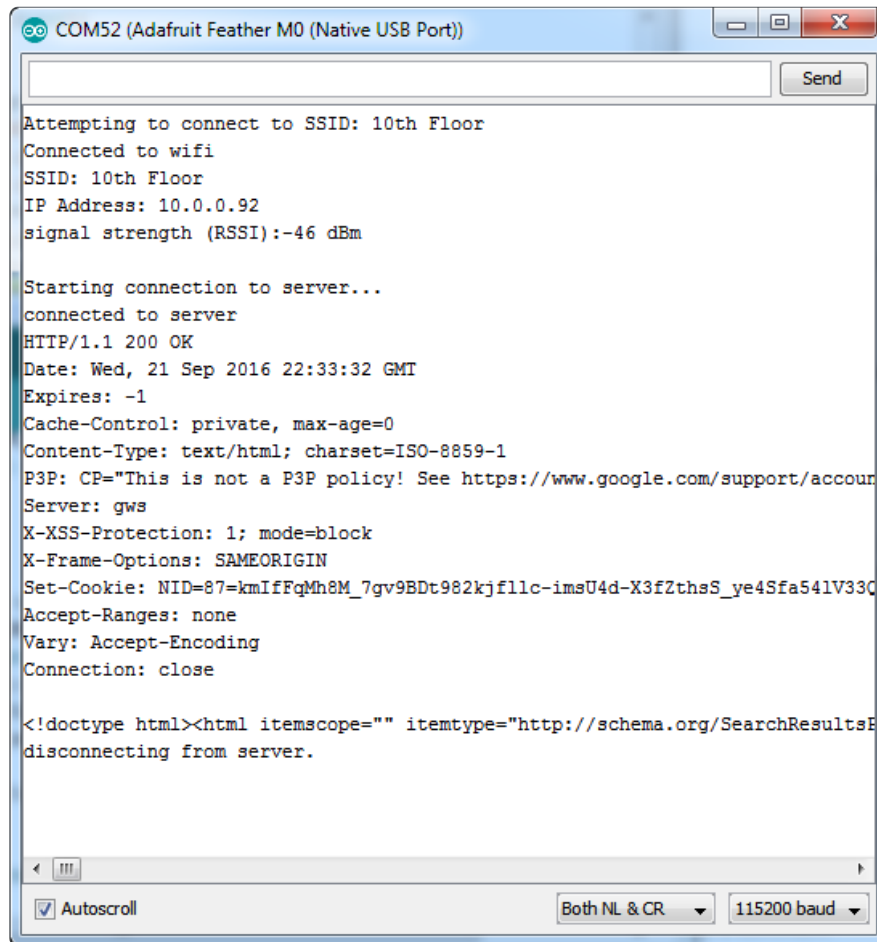 COM52 (Adafruit Feather M0 (Native USB Port))
Send
Attempting to connect to SSID: 10th Floor
Connected to wifi
SSID: 10th Floor
IP Address: 10.0.0.92
signal strength (RSSI):-46 dBm
Starting connection to server...
connected to server
HTTP/1.1 200 OK
Date: Wed, 21 Sep 2016 22:33:32 GMT
Expires: -1
Cache-Control: private, max-age=0
Content-Type: text/html; charset=ISO-8859-1
P3P: CP="This is not a P3P policy! See https://www.google.com/support/accoun
Server: gws
X-XSS-Protection: 1; mode=block
X-Frame-Options: SAMEORIGIN
Set-Cookie: NID=87=kmIfFqMh8M_7gv9BDt982kjfllc-imsU4d-X3fZthsS_ye4Sfa54lV33Q
Accept-Ranges: none
Vary: Accept-Encoding
Connection: close
<!doctype html><html itemscope="" itemtype="http://schema.org/SearchResultsP
disconnecting from server.
Autoscroll
Both NL & CR
115200 baud